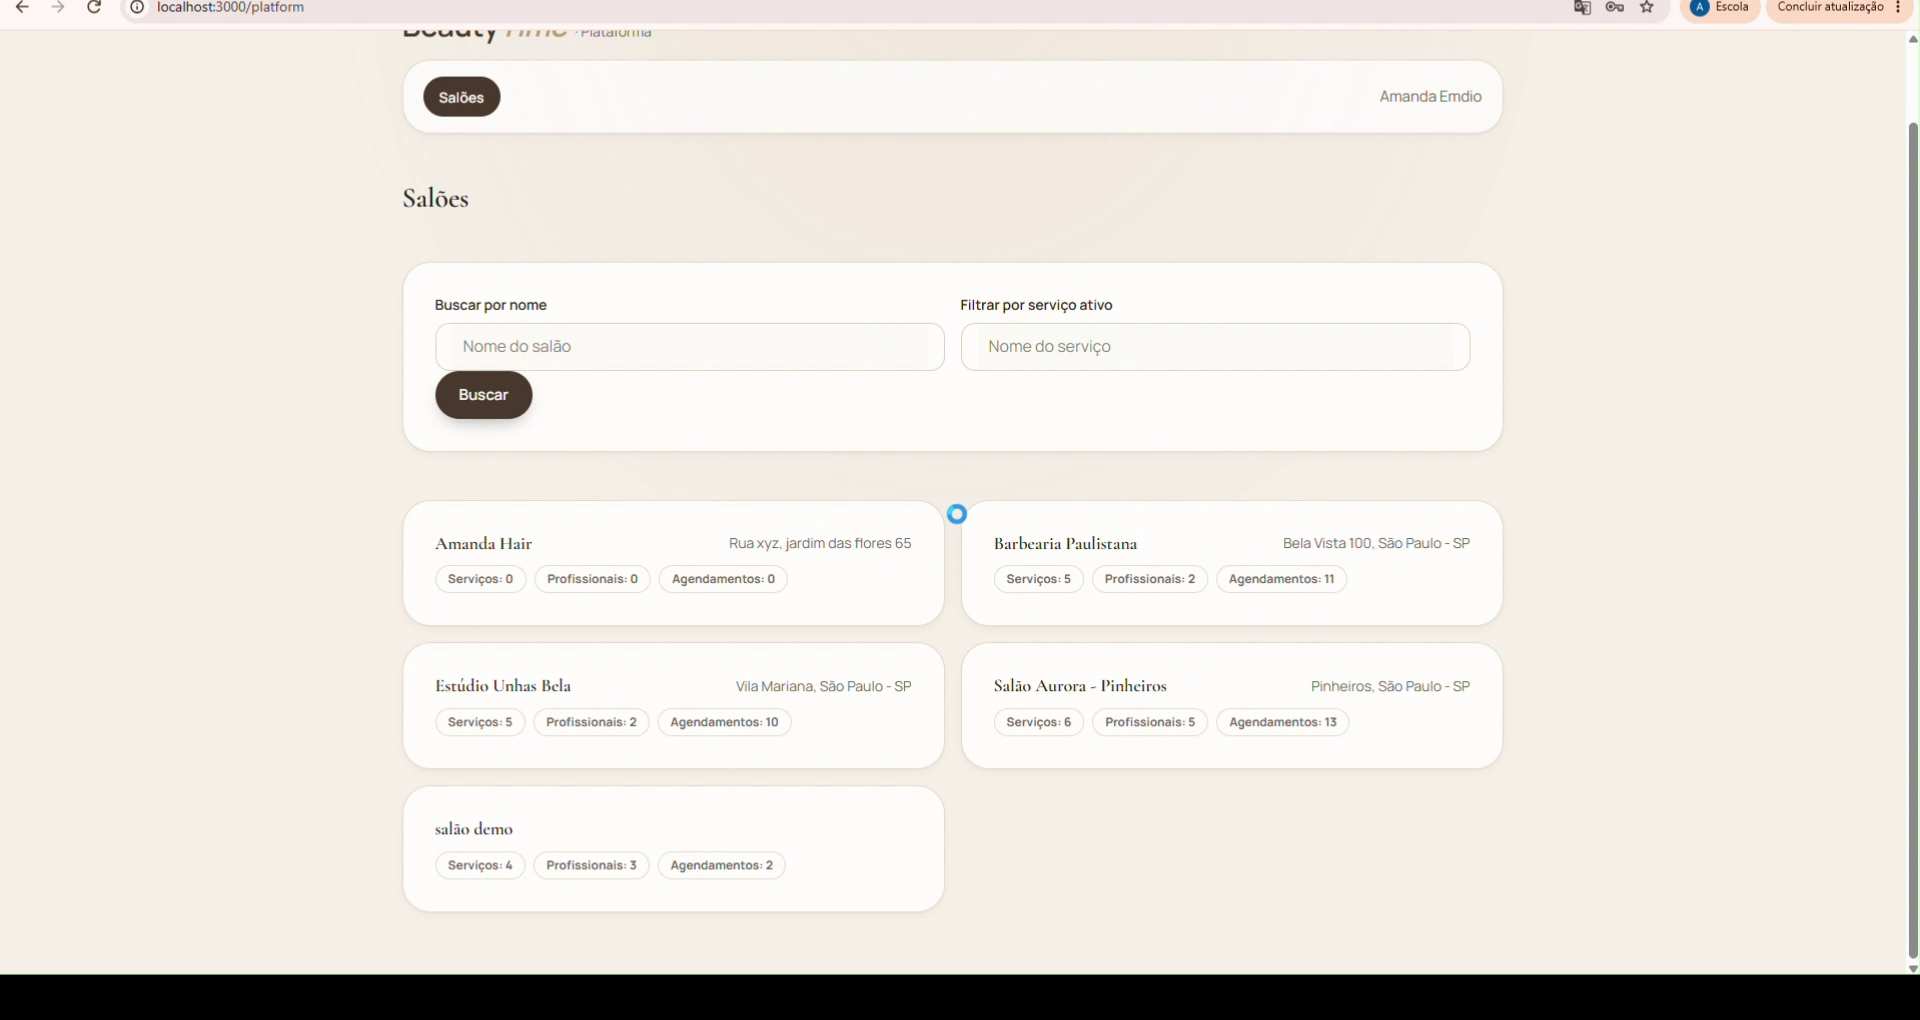 localhost:3000/platform
A Escola
Concluir atualização
Beauty Time · Plataforma
Salões
Amanda Emdio
Salões
Buscar por nome
Filtrar por serviço ativo
Nome do salão
Nome do serviço
Buscar
Amanda Hair
Rua xyz, jardim das flores 65
Serviços: 0 Profissionais: 0 Agendamentos: 0
Barbearia Paulistana
Bela Vista 100, São Paulo - SP
Serviços: 5 Profissionais: 2 Agendamentos: 11
Estúdio Unhas Bela
Vila Mariana, São Paulo - SP
Serviços: 5 Profissionais: 2 Agendamentos: 10
Salão Aurora - Pinheiros
Pinheiros, São Paulo - SP
Serviços: 6 Profissionais: 5 Agendamentos: 13
salão demo
Serviços: 4 Profissionais: 3 Agendamentos: 2